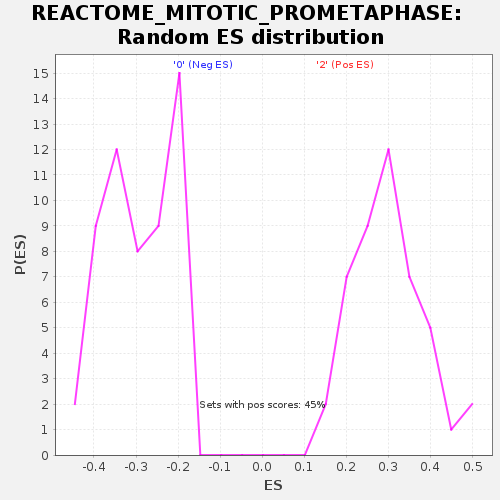 REACTOME_MITOTIC_PROMETAPHASE:
Random ES distribution
'0' (Neg ES) '2' (Pos ES)
15
14
13
12
11
10
9
8
7
6
5
4
3
2
1
0
P(ES)
Sets with pos scores: 45%
-0.4 -0.3 -0.2 -0.1 0.0 0.1 0.2 0.3 0.4 0.5
ES